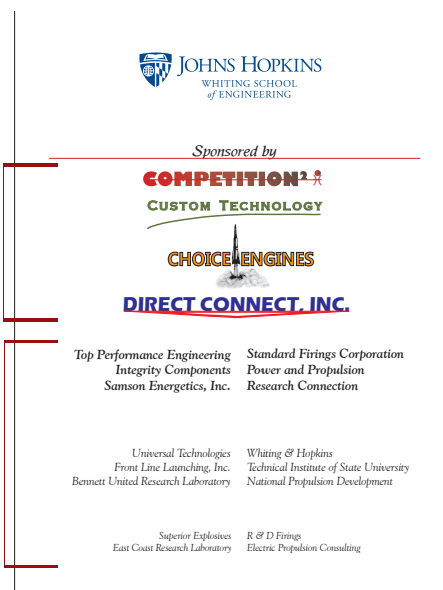 JOHNS HOPKINS
WHITING SCHOOL
of ENGINEERING
Sponsored by
COMPETITION²
CUSTOM TECHNOLOGY
CHOICE ENGINES
DIRECT CONNECT, INC.
Top Performance Engineering
Integrity Components
Samson Energetics, Inc.
Standard Firings Corporation
Power and Propulsion
Research Connection
Universal Technologies
Front Line Launching, Inc.
Bennett United Research Laboratory
Whiting & Hopkins
Technical Institute of State University
National Propulsion Development
Superior Explosives
East Coast Research Laboratory
R & D Firings
Electric Propulsion Consulting